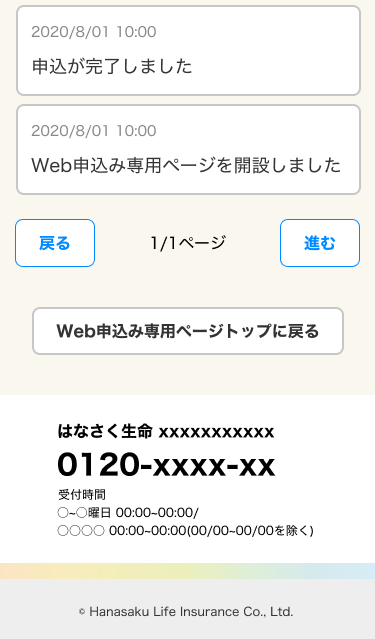 2020/8/01 10:00
申込が完了しました
2020/8/01 10:00
Web申込み専用ページを開設しました
戻る
1/1ページ
進む
Web申込み専用ページトップに戻る
はなさく生命 xxxxxxxxxxx
0120-xxxx-xx
受付時間
○~○曜日 00:00~00:00/
○○○○ 00:00~00:00(00/00~00/00を除く)
© Hanasaku Life Insurance Co., Ltd.